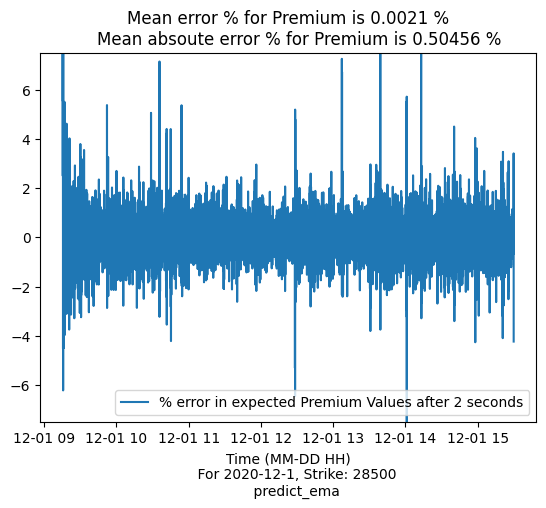 Mean error % for Premium is 0.0021 %
Mean absoute error % for Premium is 0.50456 %
6
4
2
0
−2
−4
−6
% error in expected Premium Values after 2 seconds
12-01 09 12-01 10 12-01 11 12-01 12 12-01 13 12-01 14 12-01 15
Time (MM-DD HH)
For 2020-12-1, Strike: 28500
predict_ema